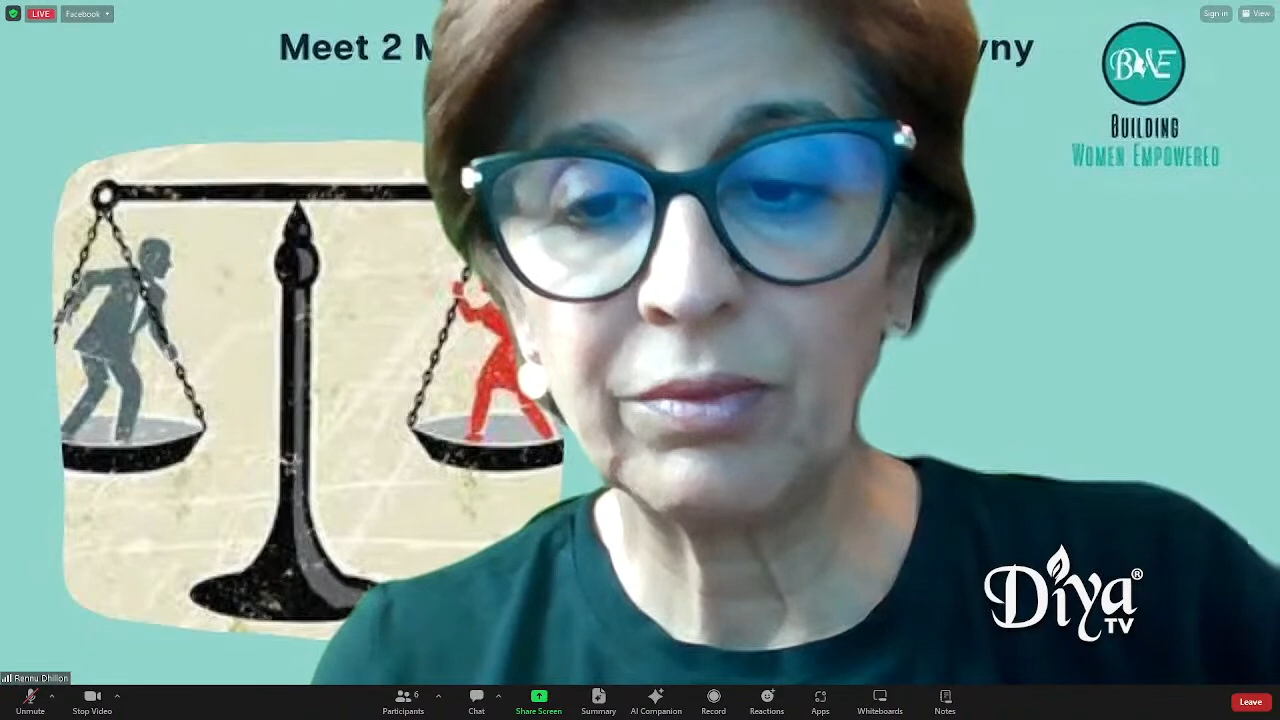 LIVE
Facebook
Sign in
View
Meet 2 M
yny
BWE
BUILDING
WOMEN EMPOWERED
Diya®
TV
Rennu Dhillon
Unmute
Stop Video
Participants
6
Chat
Share Screen
Summary
AI Companion
Record
Reactions
Apps
Whiteboards
Notes
Leave